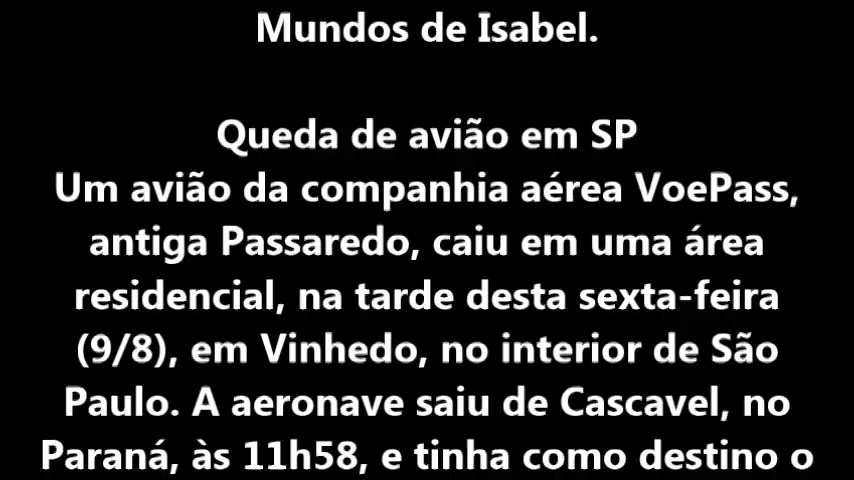 Mundos de Isabel.
Queda de avião em SP
Um avião da companhia aérea VoePass,
antiga Passaredo, caiu em uma área
residencial, na tarde desta sexta-feira
(9/8), em Vinhedo, no interior de São
Paulo. A aeronave saiu de Cascavel, no
Paraná, às 11h58, e tinha como destino o